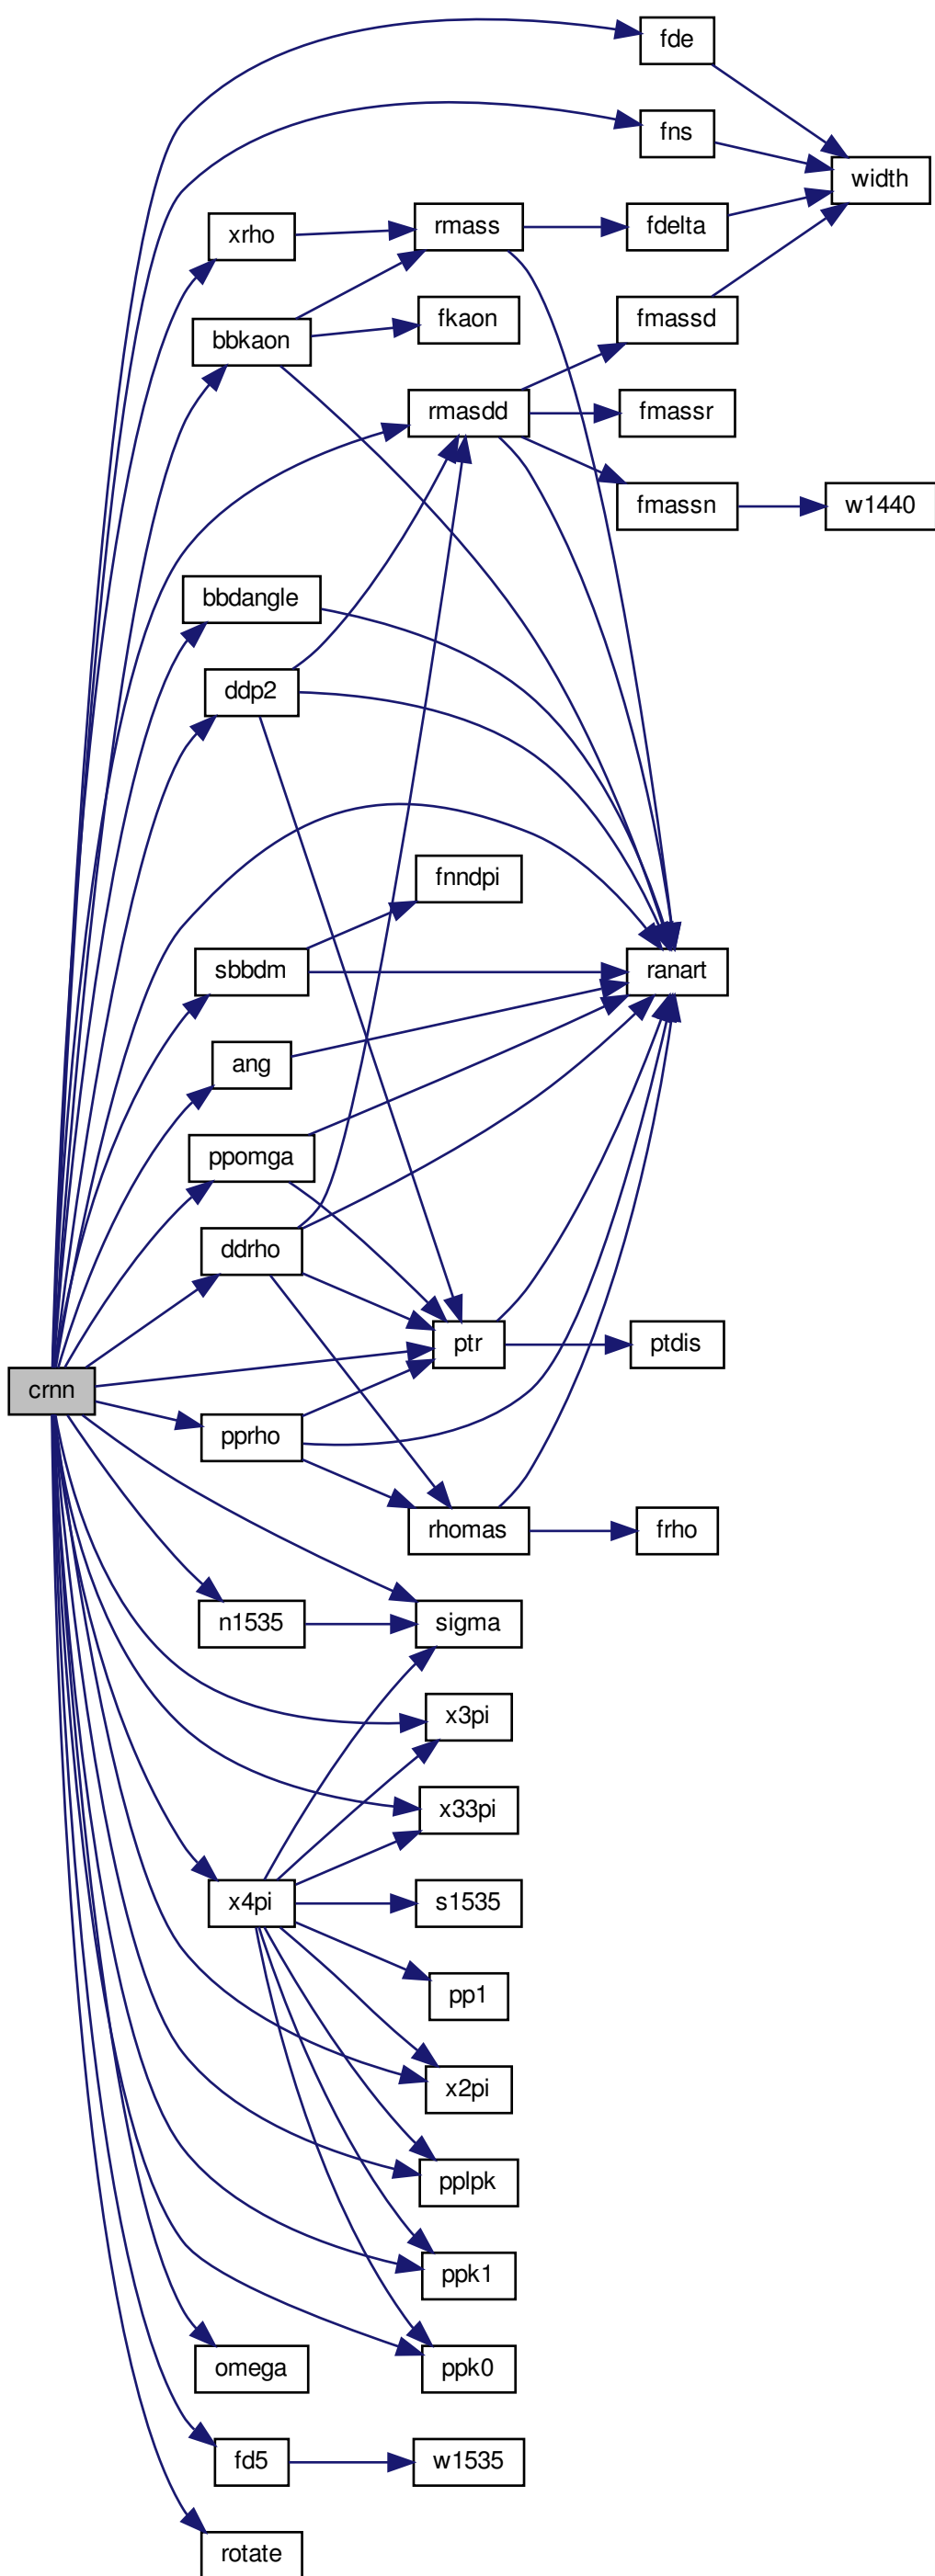 fde
fns
width
xrho
rmass
fdelta
bbkaon
fkaon
fmassd
rmasdd
fmassr
fmassn
w1440
bbdangle
ddp2
fnndpi
sbbdm
ranart
ang
ppomga
ddrho
ptr
ptdis
crnn
pprho
rhomas
frho
n1535
sigma
x3pi
x33pi
x4pi
s1535
pp1
x2pi
pplpk
ppk1
omega
ppk0
fd5
w1535
rotate